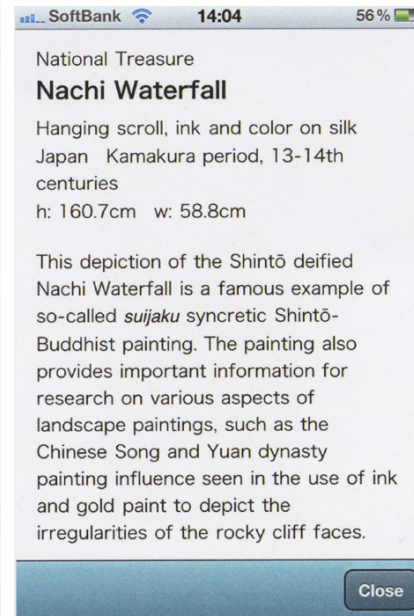 SoftBank 14:04 56%
National Treasure
Nachi Waterfall
Hanging scroll, ink and color on silk
Japan Kamakura period, 13-14th
centuries
h: 160.7cm w: 58.8cm
This depiction of the Shintō deified
Nachi Waterfall is a famous example of
so-called suijaku syncretic Shintō-
Buddhist painting. The painting also
provides important information for
research on various aspects of
landscape paintings, such as the
Chinese Song and Yuan dynasty
painting influence seen in the use of ink
and gold paint to depict the
irregularities of the rocky cliff faces.
Close